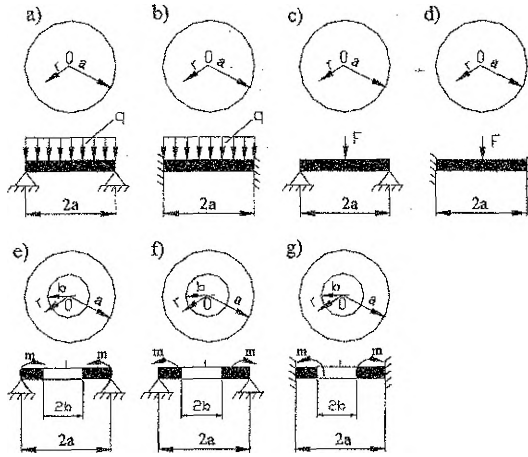 a) b) c) d)
0 0 0 0
r a r a r a r a
q q F F
2a 2a 2a 2a
e) f) g)
b b b
r 0 a r 0 a r 0 a
m m m m m m
2b 2b 2b
2a 2a 2a